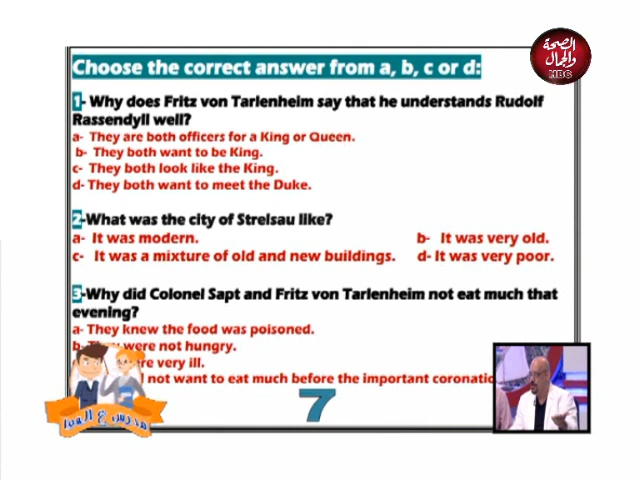 الصحة
والجمال
HBC
Choose the correct answer from a, b, c or d:
1- Why does Fritz von Tarlenheim say that he understands Rudolf
Rassendyll well?
a- They are both officers for a King or Queen.
b- They both want to be King.
c- They both look like the King.
d- They both want to meet the Duke.
2-What was the city of Strelsau like?
a- It was modern.
b- It was very old.
c- It was a mixture of old and new buildings.
d- It was very poor.
3-Why did Colonel Sapt and Fritz von Tarlenheim not eat much that
evening?
a- They knew the food was poisoned.
were not hungry.
very ill.
not want to eat much before the important
7
مدرس ع الهوا